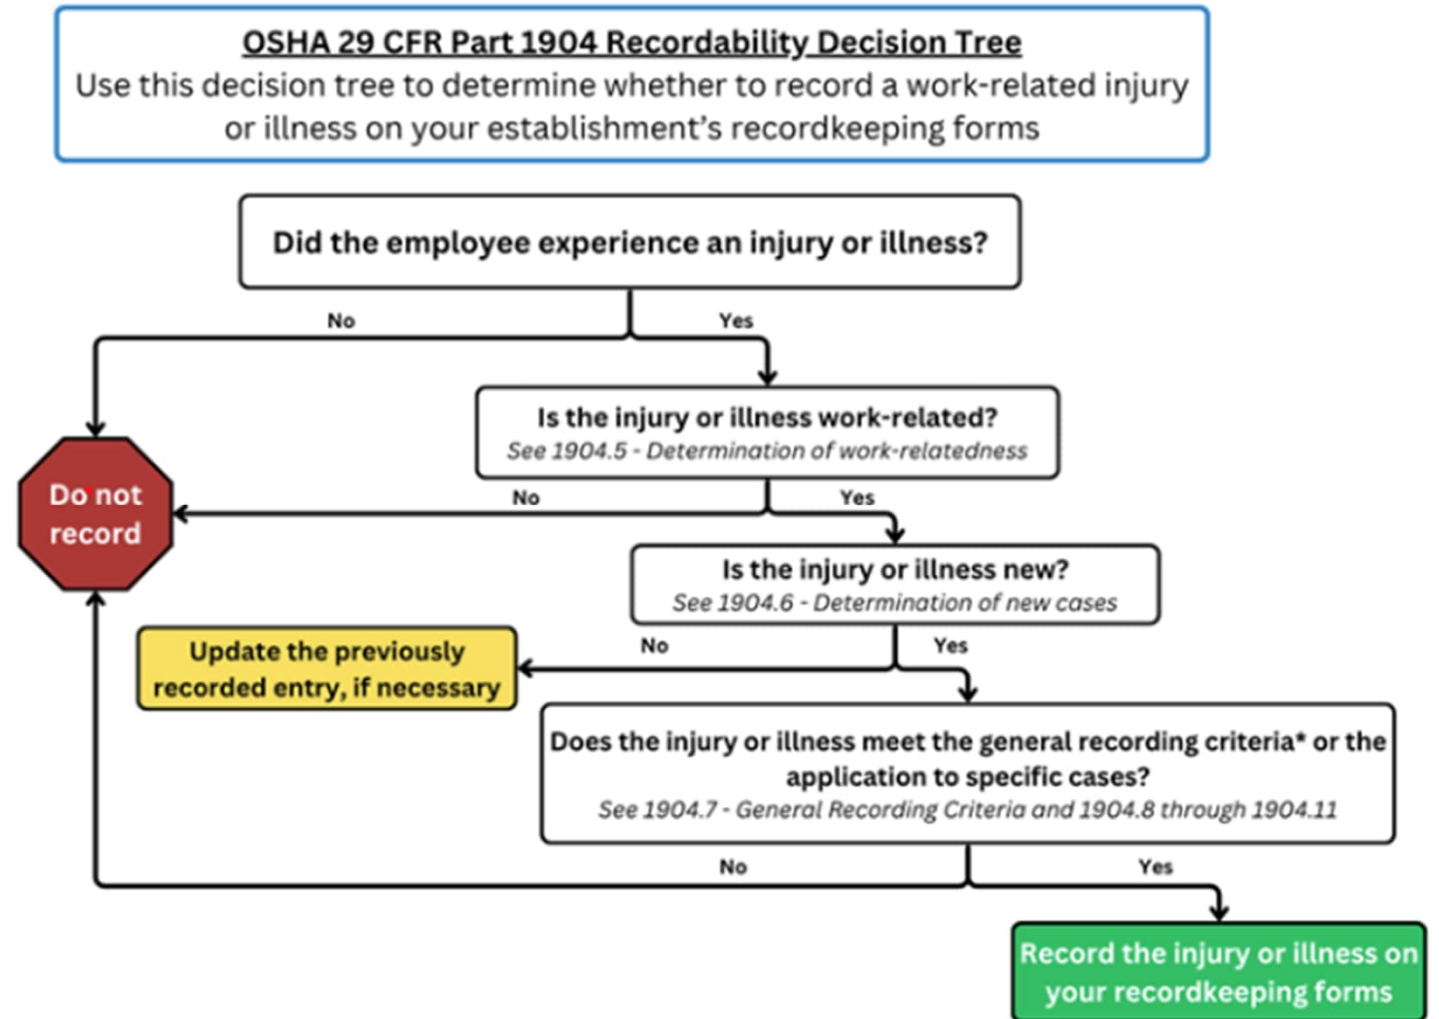 OSHA 29 CFR Part 1904 Recordability Decision Tree
Use this decision tree to determine whether to record a work-related injury
or illness on your establishment's recordkeeping forms
Did the employee experience an injury or illness?
No
Yes
Is the injury or illness work-related?
See 1904.5 - Determination of work-relatedness
Do not
record
No
Yes
Is the injury or illness new?
See 1904.6 - Determination of new cases
No
Yes
Update the previously
recorded entry, if necessary
Does the injury or illness meet the general recording criteria* or the
application to specific cases?
See 1904.7 - General Recording Criteria and 1904.8 through 1904.11
No
Yes
Record the injury or illness on
your recordkeeping forms